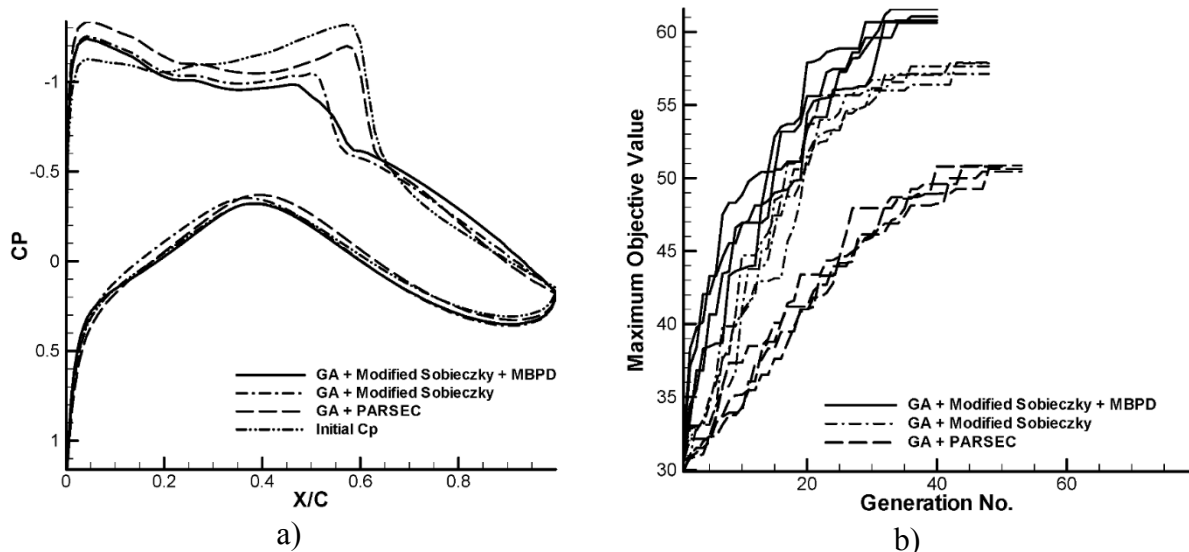 -1
-0.5
CP
0
0.5
1
GA + Modified Sobieczky + MBPD
GA + Modified Sobieczky
GA + PARSEC
Initial Cp
0 0.2 0.4 0.6 0.8
X/C
a)
60
55
50
45
40
35
30
Maximum Objective Value
GA + Modified Sobieczky + MBPD
GA + Modified Sobieczky
GA + PARSEC
20 40 60
Generation No.
b)